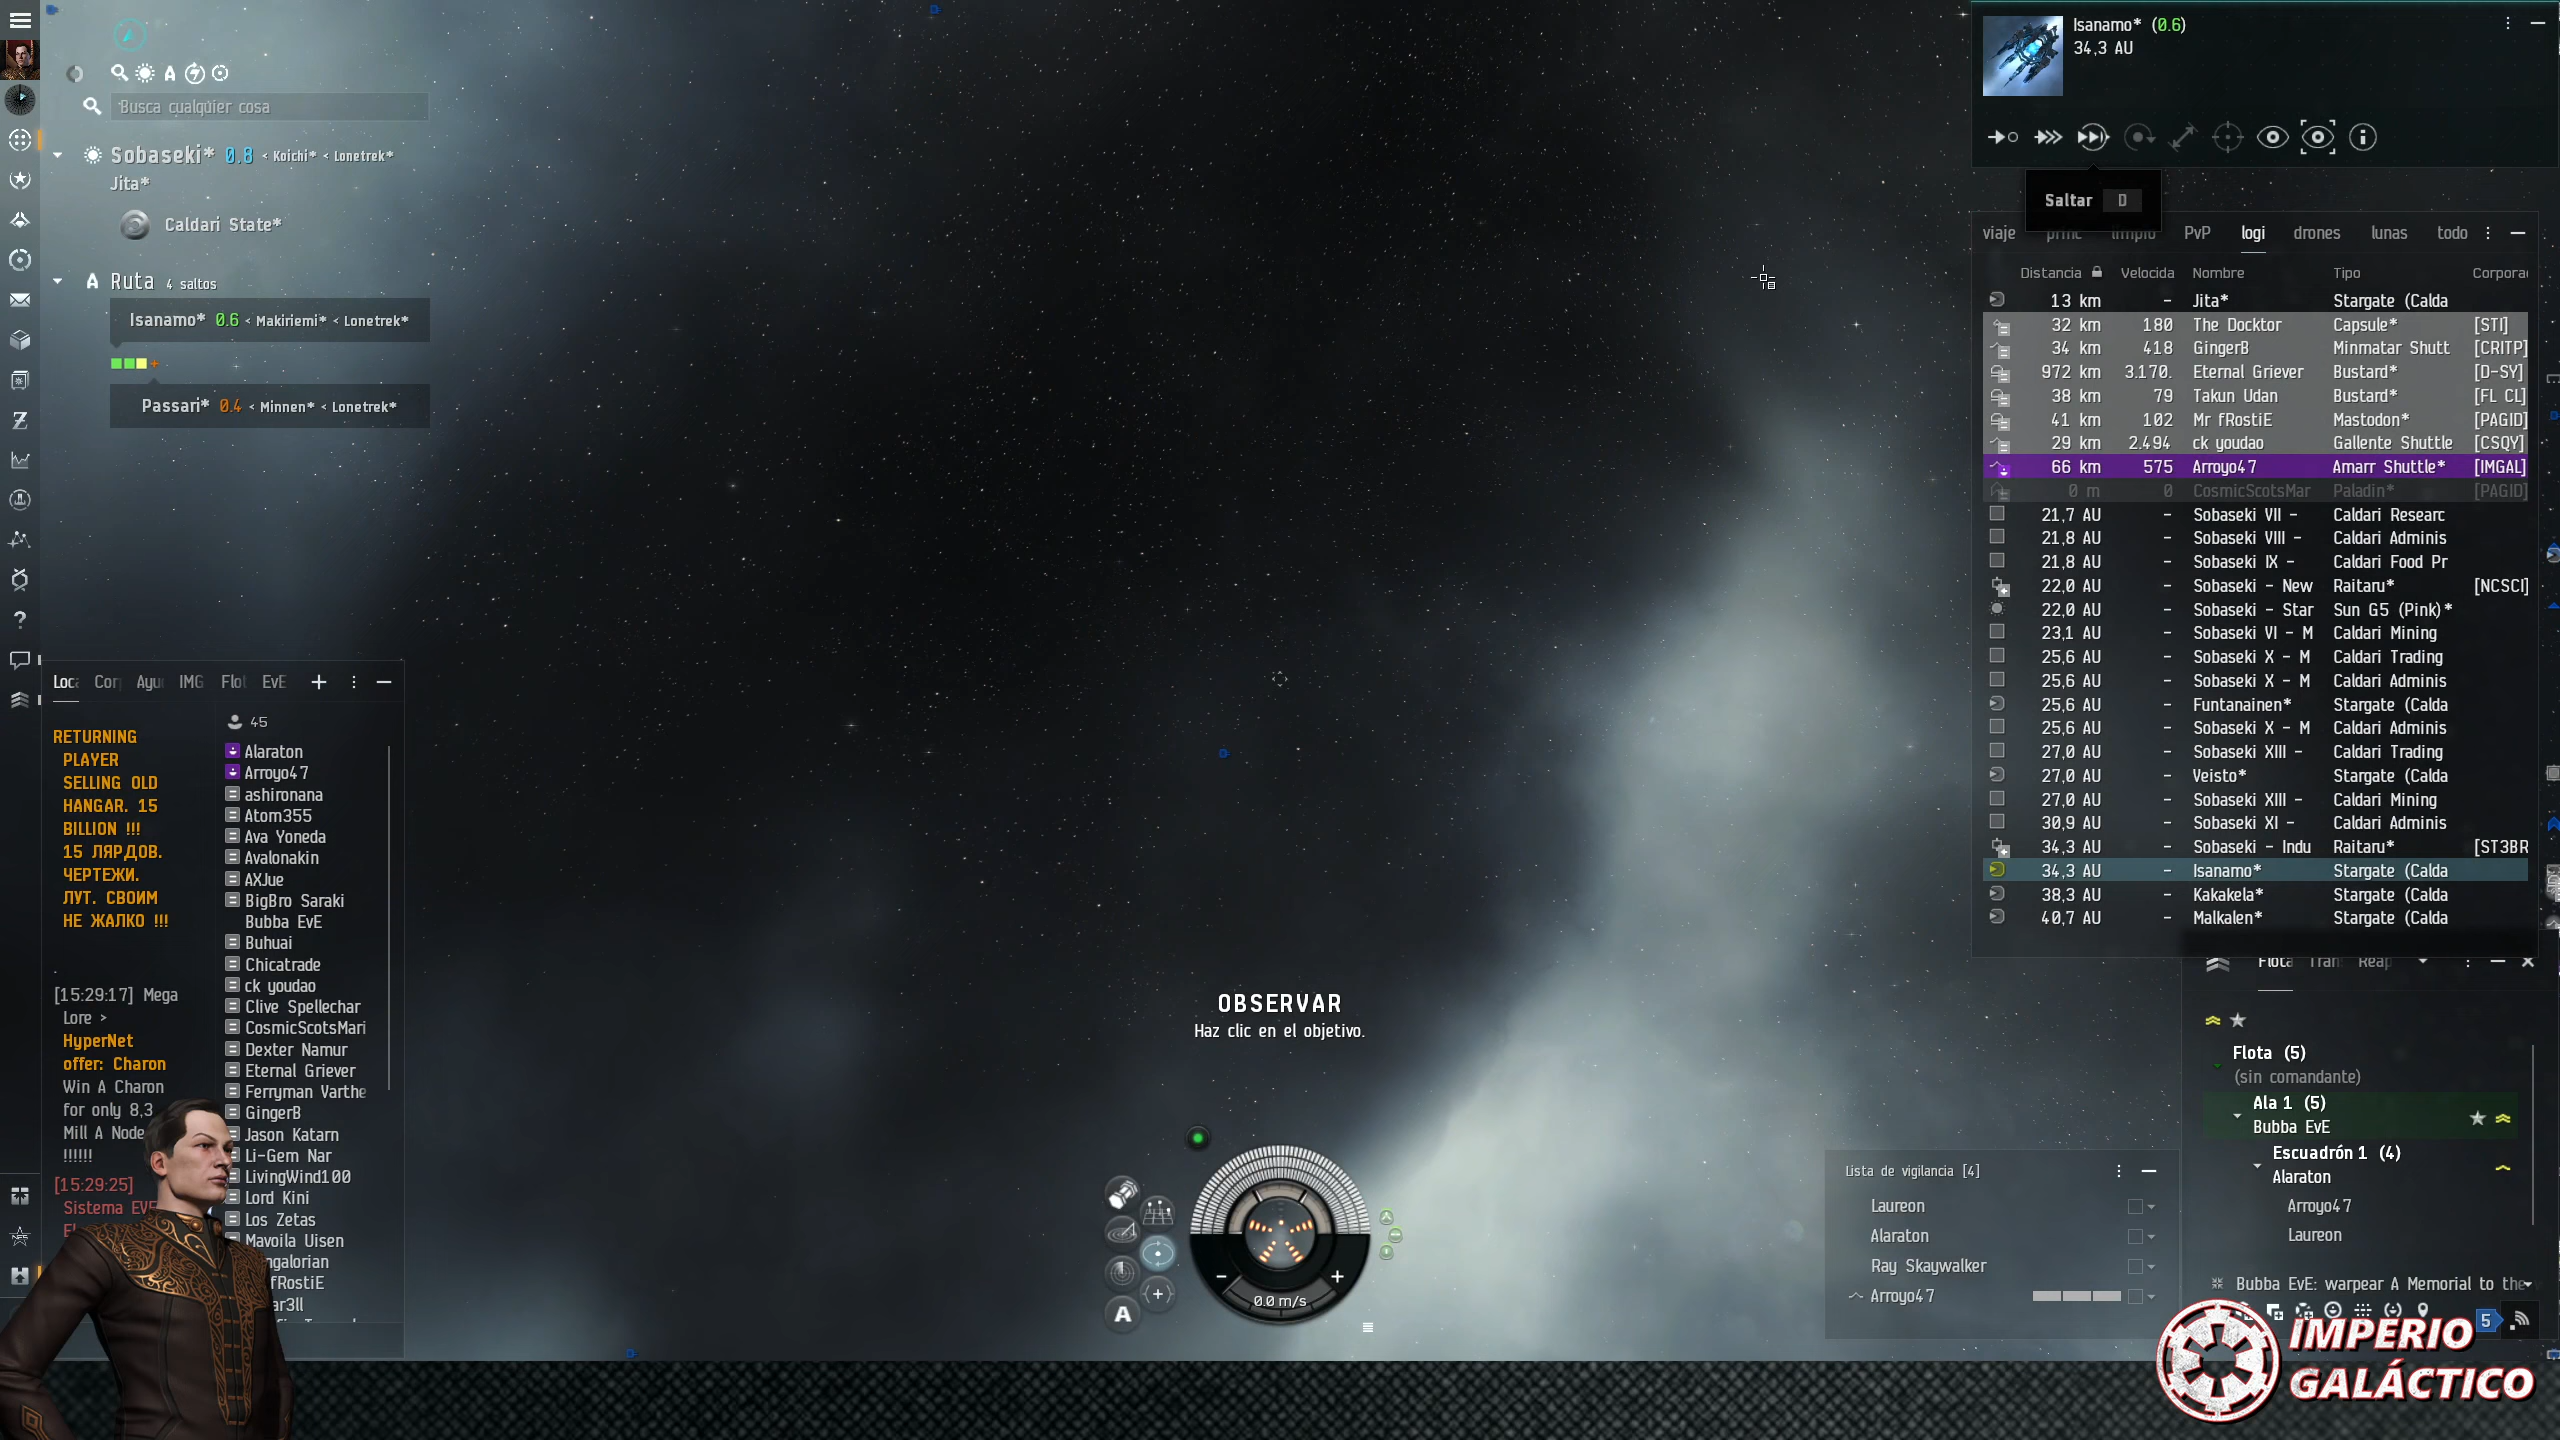 Busca cualquier cosa
Sobaseki* 0.8 < Koichi* < Lonetrek*
Jita*
Caldari State*
Ruta 4 saltos
Isanamo* 0.6 < Makiriemi* < Lonetrek*
Passari* 0.4 < Minnen* < Lonetrek*
Isanamo* (0.6)
34,3 AU
Saltar D
viaje PvP logi drones lunas todo
Distancia Velocida Nombre Tipo Corpora
13 km - Jita* Stargate (Calda
32 km 180 The Docktor Capsule* [STI]
34 km 418 GingerB Minmatar Shutt [CRITP]
972 km 3.170. Eternal Griever Bustard* [D-SY]
38 km 79 Takun Udan Bustard* [FL CL]
41 km 102 Mr fRostiE Mastodon* [PAGID]
29 km 2.494 ck youdao Gallente Shuttle [CSQY]
66 km 575 Arroyo47 Amarr Shuttle* [IMGAL]
0 m 0 CosmicScotsMar Paladin* [PAGID]
21,7 AU - Sobaseki VII - Caldari Researc
21,8 AU - Sobaseki VIII - Caldari Adminis
21,8 AU - Sobaseki IX - Caldari Food Pr
22,0 AU - Sobaseki - New Raitaru* [NCSCI]
22,0 AU - Sobaseki - Star Sun G5 (Pink)*
23,1 AU - Sobaseki VI - M Caldari Mining
25,6 AU - Sobaseki X - M Caldari Trading
25,6 AU - Sobaseki X - M Caldari Adminis
25,6 AU - Funtanainen* Stargate (Calda
25,6 AU - Sobaseki X - M Caldari Adminis
27,0 AU - Sobaseki XIII - Caldari Trading
27,0 AU - Veisto* Stargate (Calda
27,0 AU - Sobaseki XIII - Caldari Mining
30,9 AU - Sobaseki XI - Caldari Adminis
34,3 AU - Sobaseki - Indu Raitaru* [ST3BR
34,3 AU - Isanamo* Stargate (Calda
38,3 AU - Kakakela* Stargate (Calda
40,7 AU - Malkalen* Stargate (Calda
Loca Cor Ayu IMG Flo EvE
RETURNING
PLAYER
SELLING OLD
HANGAR. 15
BILLION !!!
15 ЛЯРДОВ.
ЧЕРТЕЖИ.
ЛУТ. СВОИМ
НЕ ЖАЛКО !!!
.
[15:29:17] Mega
Lore >
HyperNet
offer: Charon
Win A Charon
for only 8,3
Mill A Node
!!!!!!
[15:29:25]
Sistema EVE
45
Alaraton
Arroyo47
ashironana
Atom355
Ava Yoneda
Avalonakin
AXJue
BigBro Saraki
Bubba EvE
Buhuai
Chicatrade
ck youdao
Clive Spellechar
CosmicScotsMari
Dexter Namur
Eternal Griever
Ferryman Varthe
GingerB
Jason Katarn
Li-Gem Nar
LivingWind100
Lord Kini
Los Zetas
Mavoila Uisen
ngalorian
fRostiE
ar3ll
OBSERVAR
Haz clic en el objetivo.
A
0.0 m/s
Lista de vigilancia [4]
Laureon
Alaraton
Ray Skaywalker
Arroyo47
Flota Tran Reap
Flota (5)
(sin comandante)
Ala 1 (5)
Bubba EvE
Escuadrón 1 (4)
Alaraton
Arroyo47
Laureon
Bubba EvE: warpear A Memorial to the
5
IMPERIO
GALÁCTICO